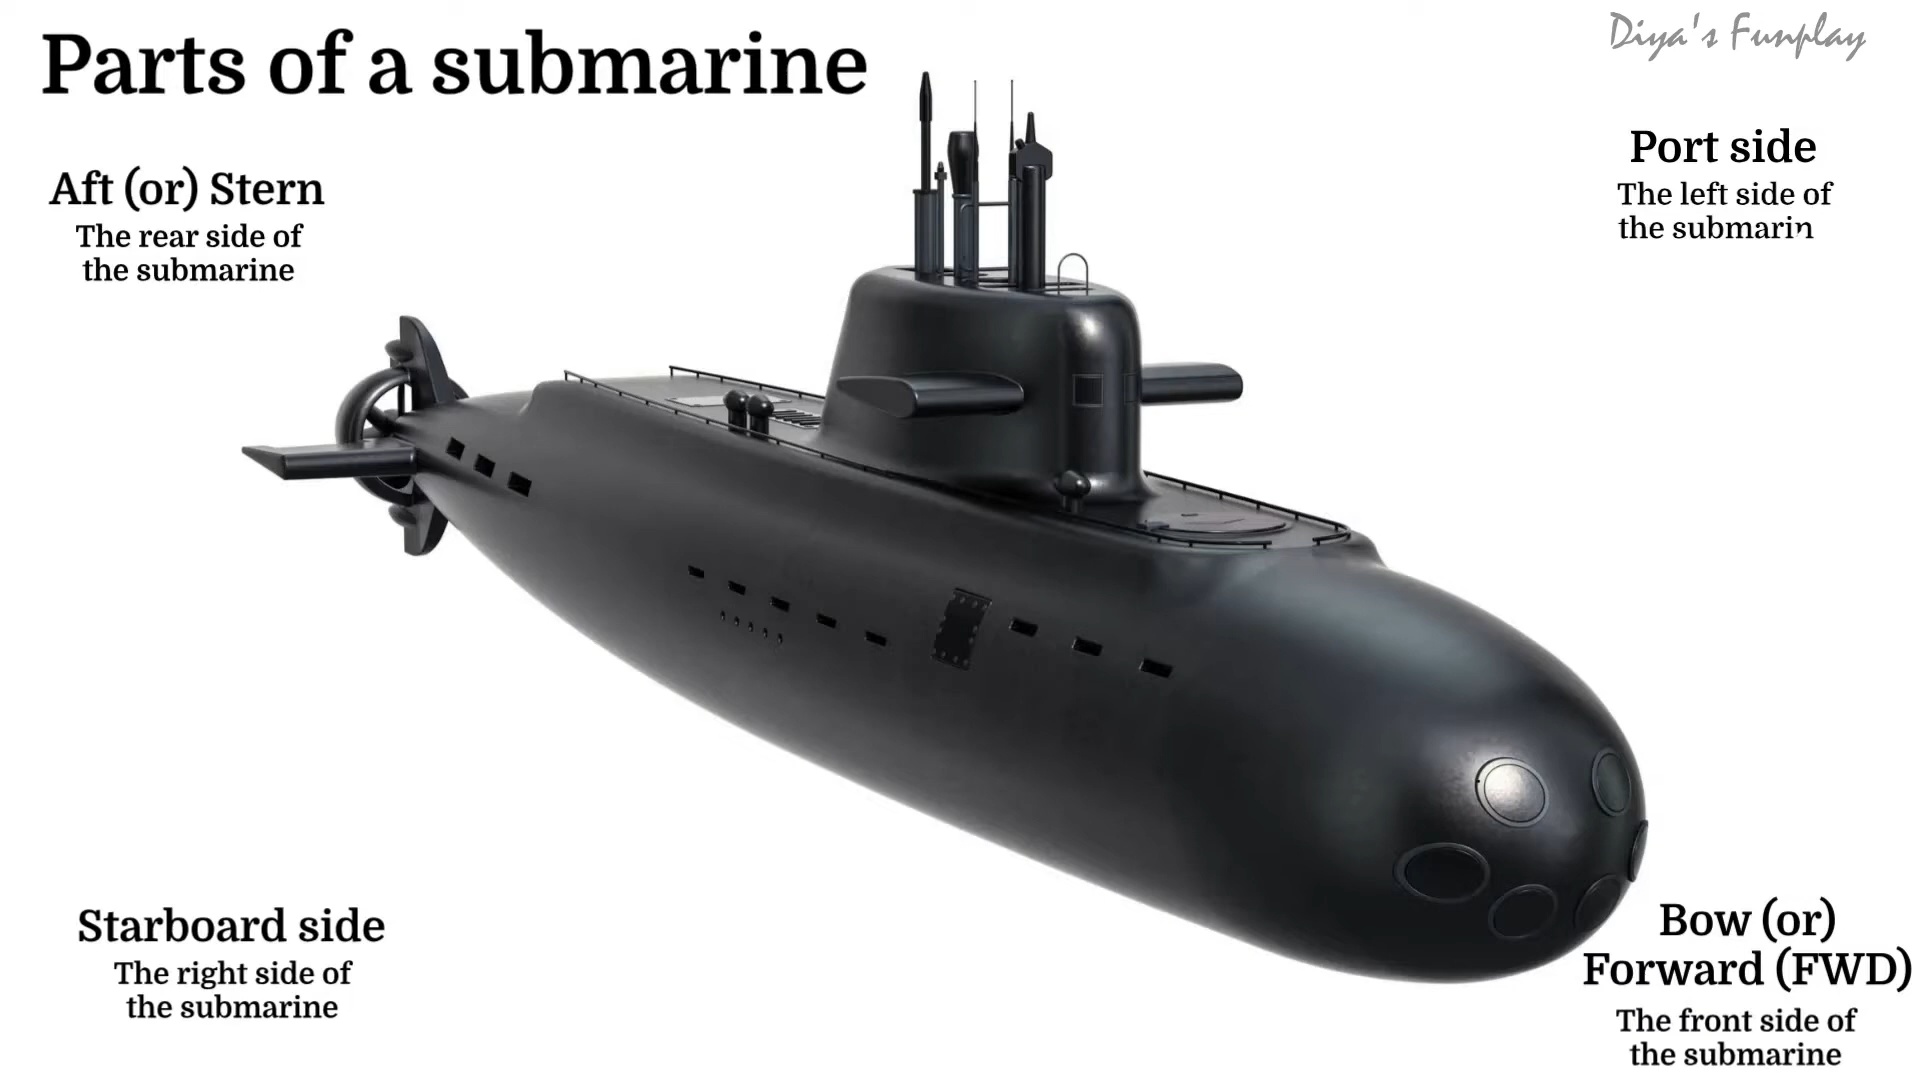 Parts of a submarine
Diya's Funplay
Aft (or) Stern
The rear side of
the submarine
Port side
The left side of
the submarin
Starboard side
The right side of
the submarine
Bow (or)
Forward (FWD)
The front side of
the submarine